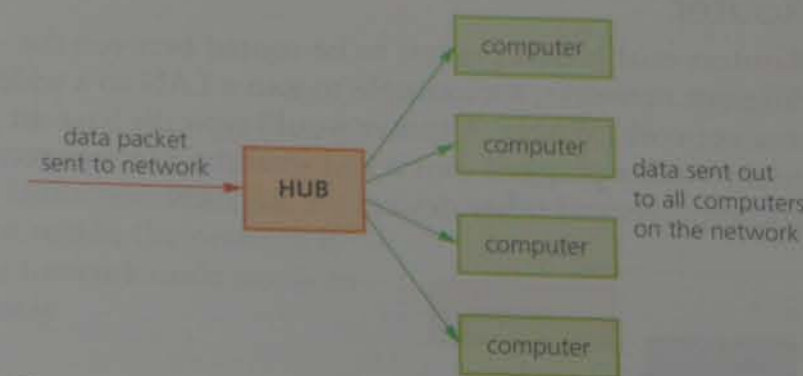 computer
data packet
sent to network
HUB
computer
data sent out
to all computers
on the network
computer
computer